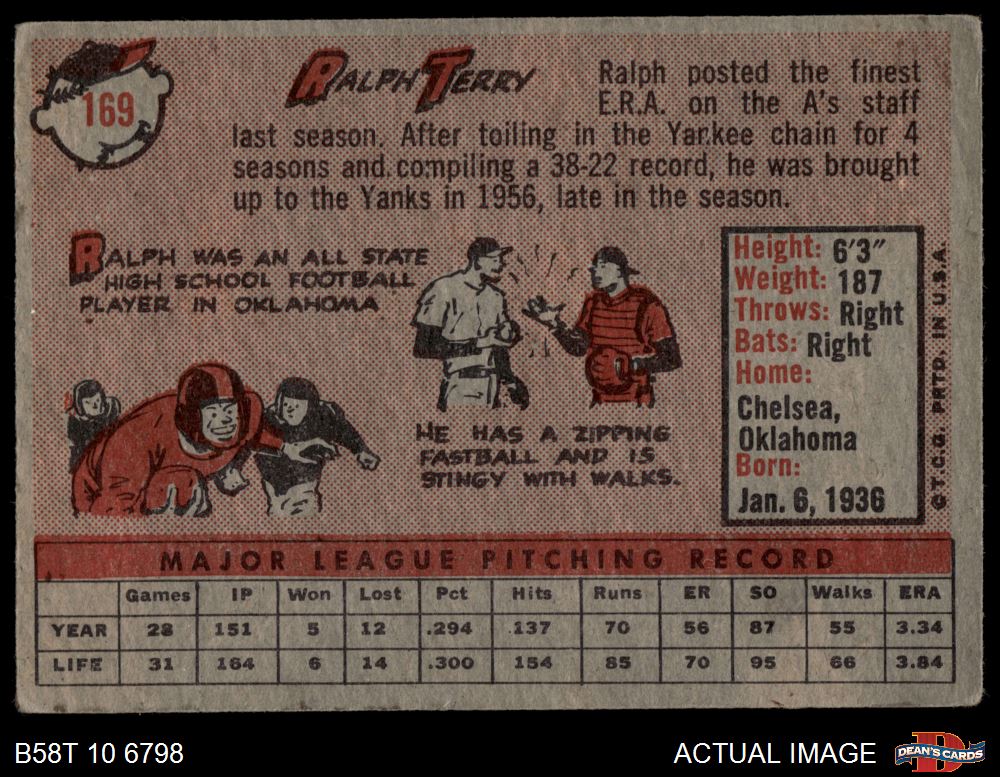 169
RALPH TERRY
Ralph posted the finest
E.R.A. on the A's staff
last season. After toiling in the Yankee chain for 4
seasons and compiling a 38-22 record, he was brought
up to the Yanks in 1956, late in the season.
RALPH WAS AN ALL STATE
HIGH SCHOOL FOOTBALL
PLAYER IN OKLAHOMA
HE HAS A ZIPPING
FASTBALL AND IS
STINGY WITH WALKS.
Height: 6'3"
Weight: 187
Throws: Right
Bats: Right
Home:
Chelsea,
Oklahoma
Born:
Jan. 6, 1936
© T.C.G. PRTD. IN U.S.A.
MAJOR LEAGUE PITCHING RECORD
Games IP Won Lost Pct Hits Runs ER SO Walks ERA
YEAR 28 151 5 12 .294 137 70 56 87 55 3.34
LIFE 31 164 6 14 .300 154 85 70 95 66 3.84
B58T 10 6798
ACTUAL IMAGE
D
DEAN'S CARDS